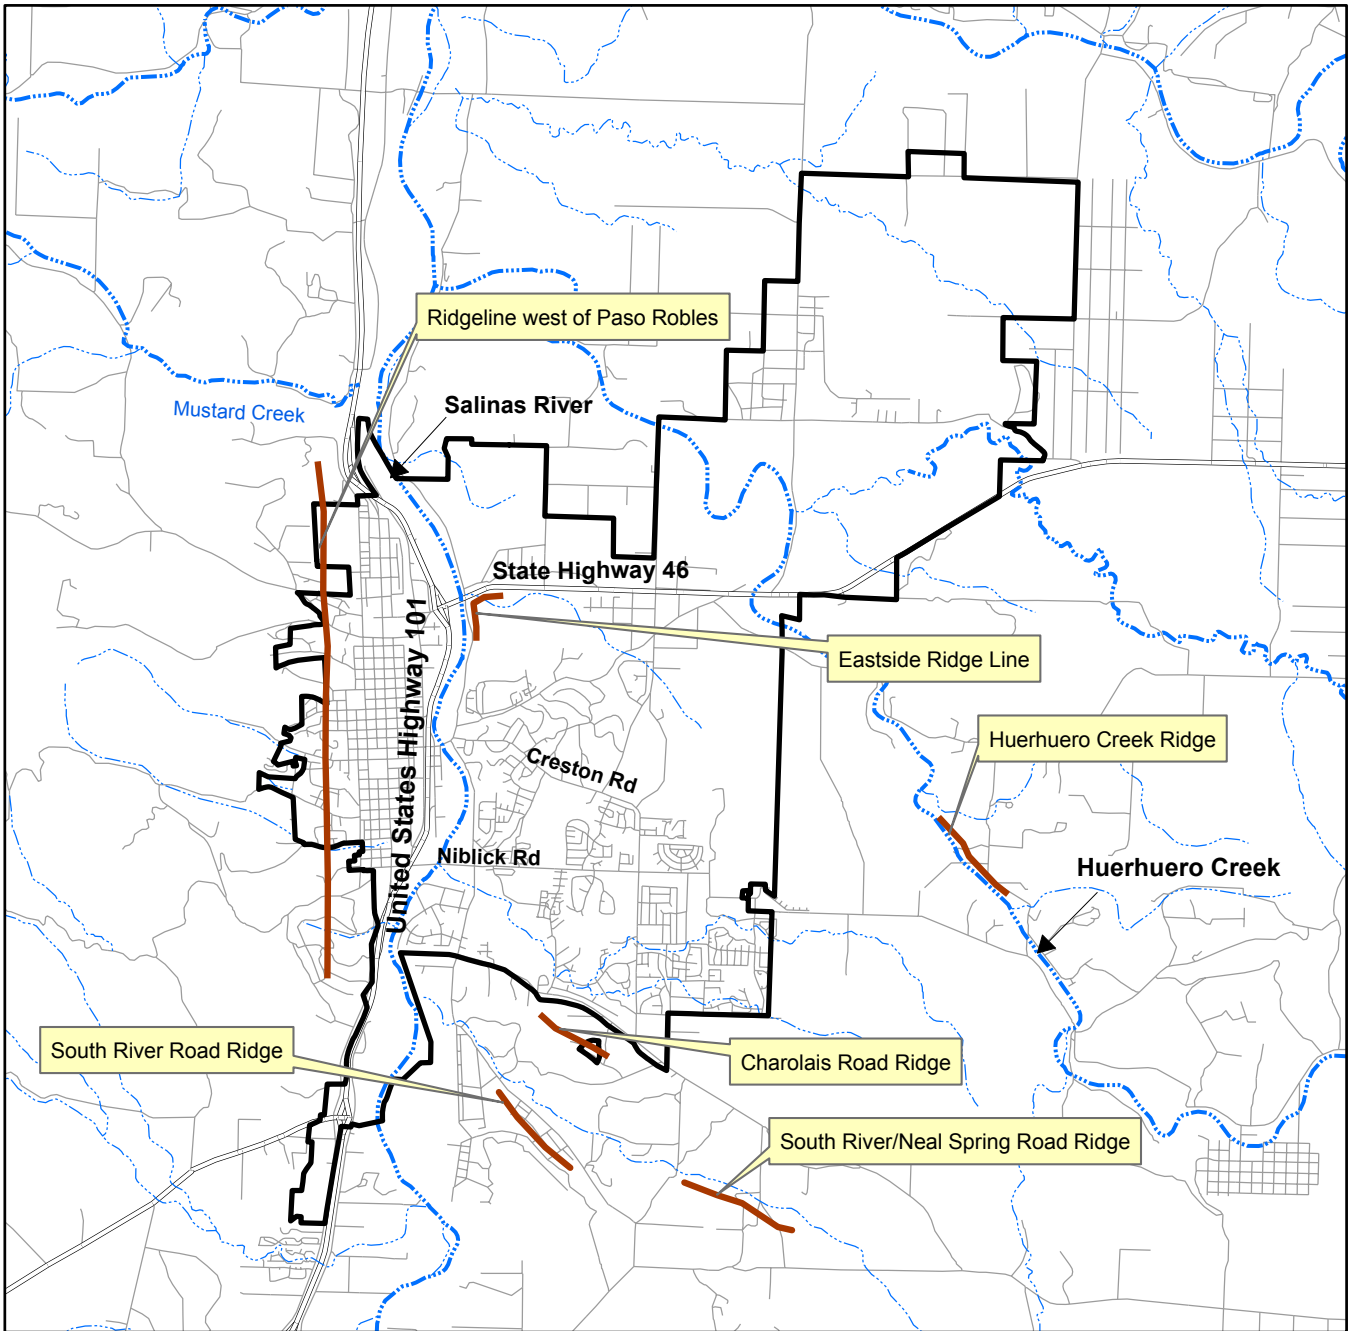 Ridgeline west of Paso Robles
Mustard Creek
Salinas River
State Highway 46
United States Highway 101
Eastside Ridge Line
Huerhuero Creek Ridge
Creston Rd
Niblick Rd
Huerhuero Creek
South River Road Ridge
Charolais Road Ridge
South River/Neal Spring Road Ridge